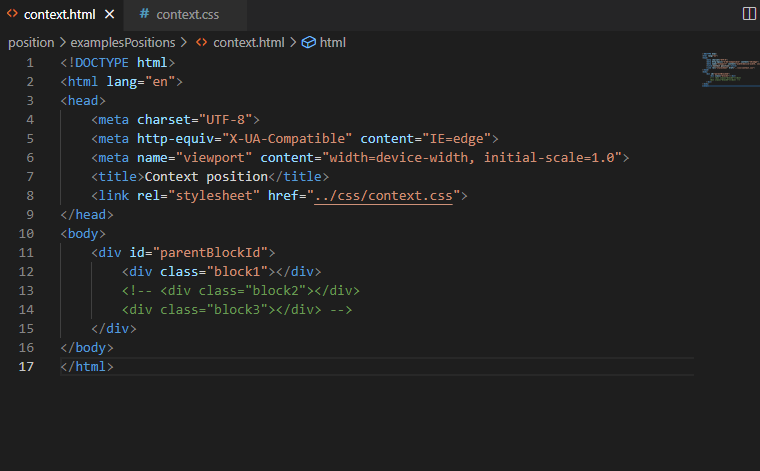 context.html
context.css
position > examplesPositions > context.html > html
1 <!DOCTYPE html>
2 <html lang="en">
3 <head>
4 <meta charset="UTF-8">
5 <meta http-equiv="X-UA-Compatible" content="IE=edge">
6 <meta name="viewport" content="width=device-width, initial-scale=1.0">
7 <title>Context position</title>
8 <link rel="stylesheet" href="../css/context.css">
9 </head>
10 <body>
11 <div id="parentBlockId">
12 <div class="block1"></div>
13 <!-- <div class="block2"></div>
14 <div class="block3"></div> -->
15 </div>
16 </body>
17 </html>